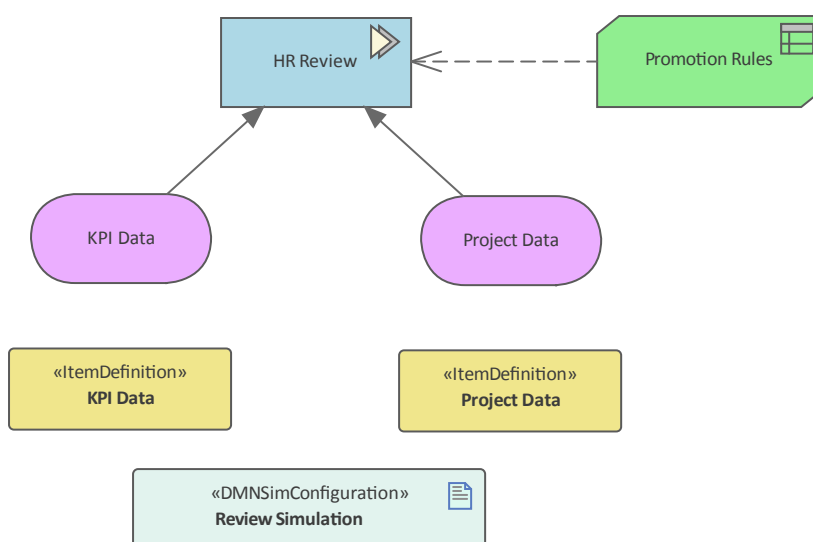 HR Review
Promotion Rules
KPI Data
Project Data
«ItemDefinition»
KPI Data
«ItemDefinition»
Project Data
«DMNSimConfiguration»
Review Simulation